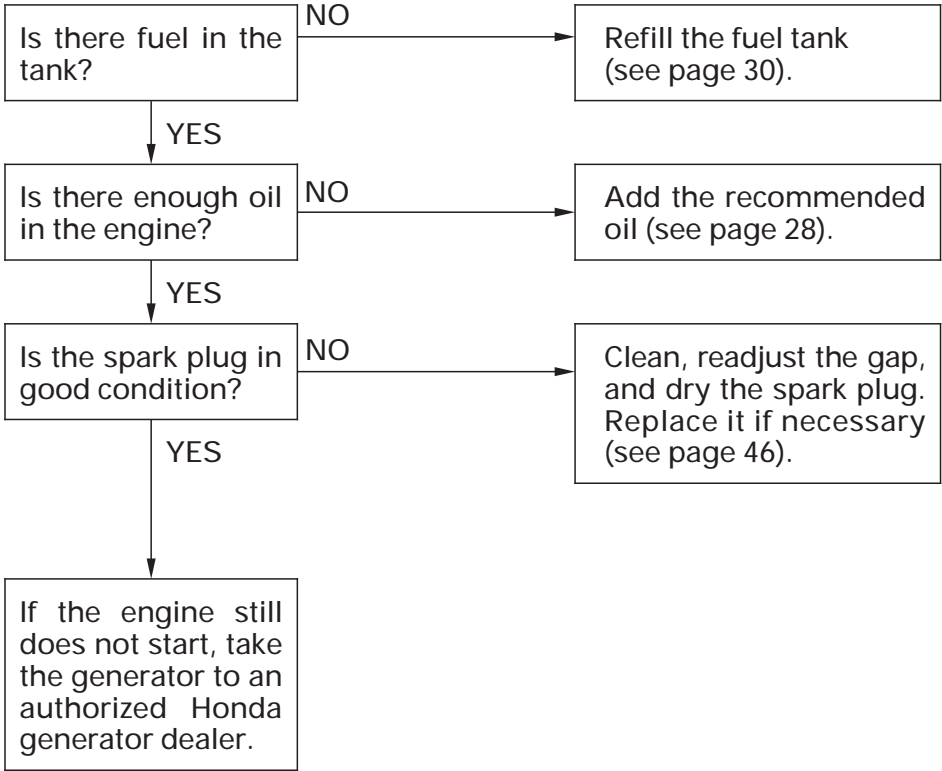 Is there fuel in the
tank?
NO
Refill the fuel tank
(see page 30).
YES
Is there enough oil
in the engine?
NO
Add the recommended
oil (see page 28).
YES
Is the spark plug in
good condition?
NO
Clean, readjust the gap,
and dry the spark plug.
Replace it if necessary
(see page 46).
YES
If the engine still
does not start, take
the generator to an
authorized Honda
generator dealer.